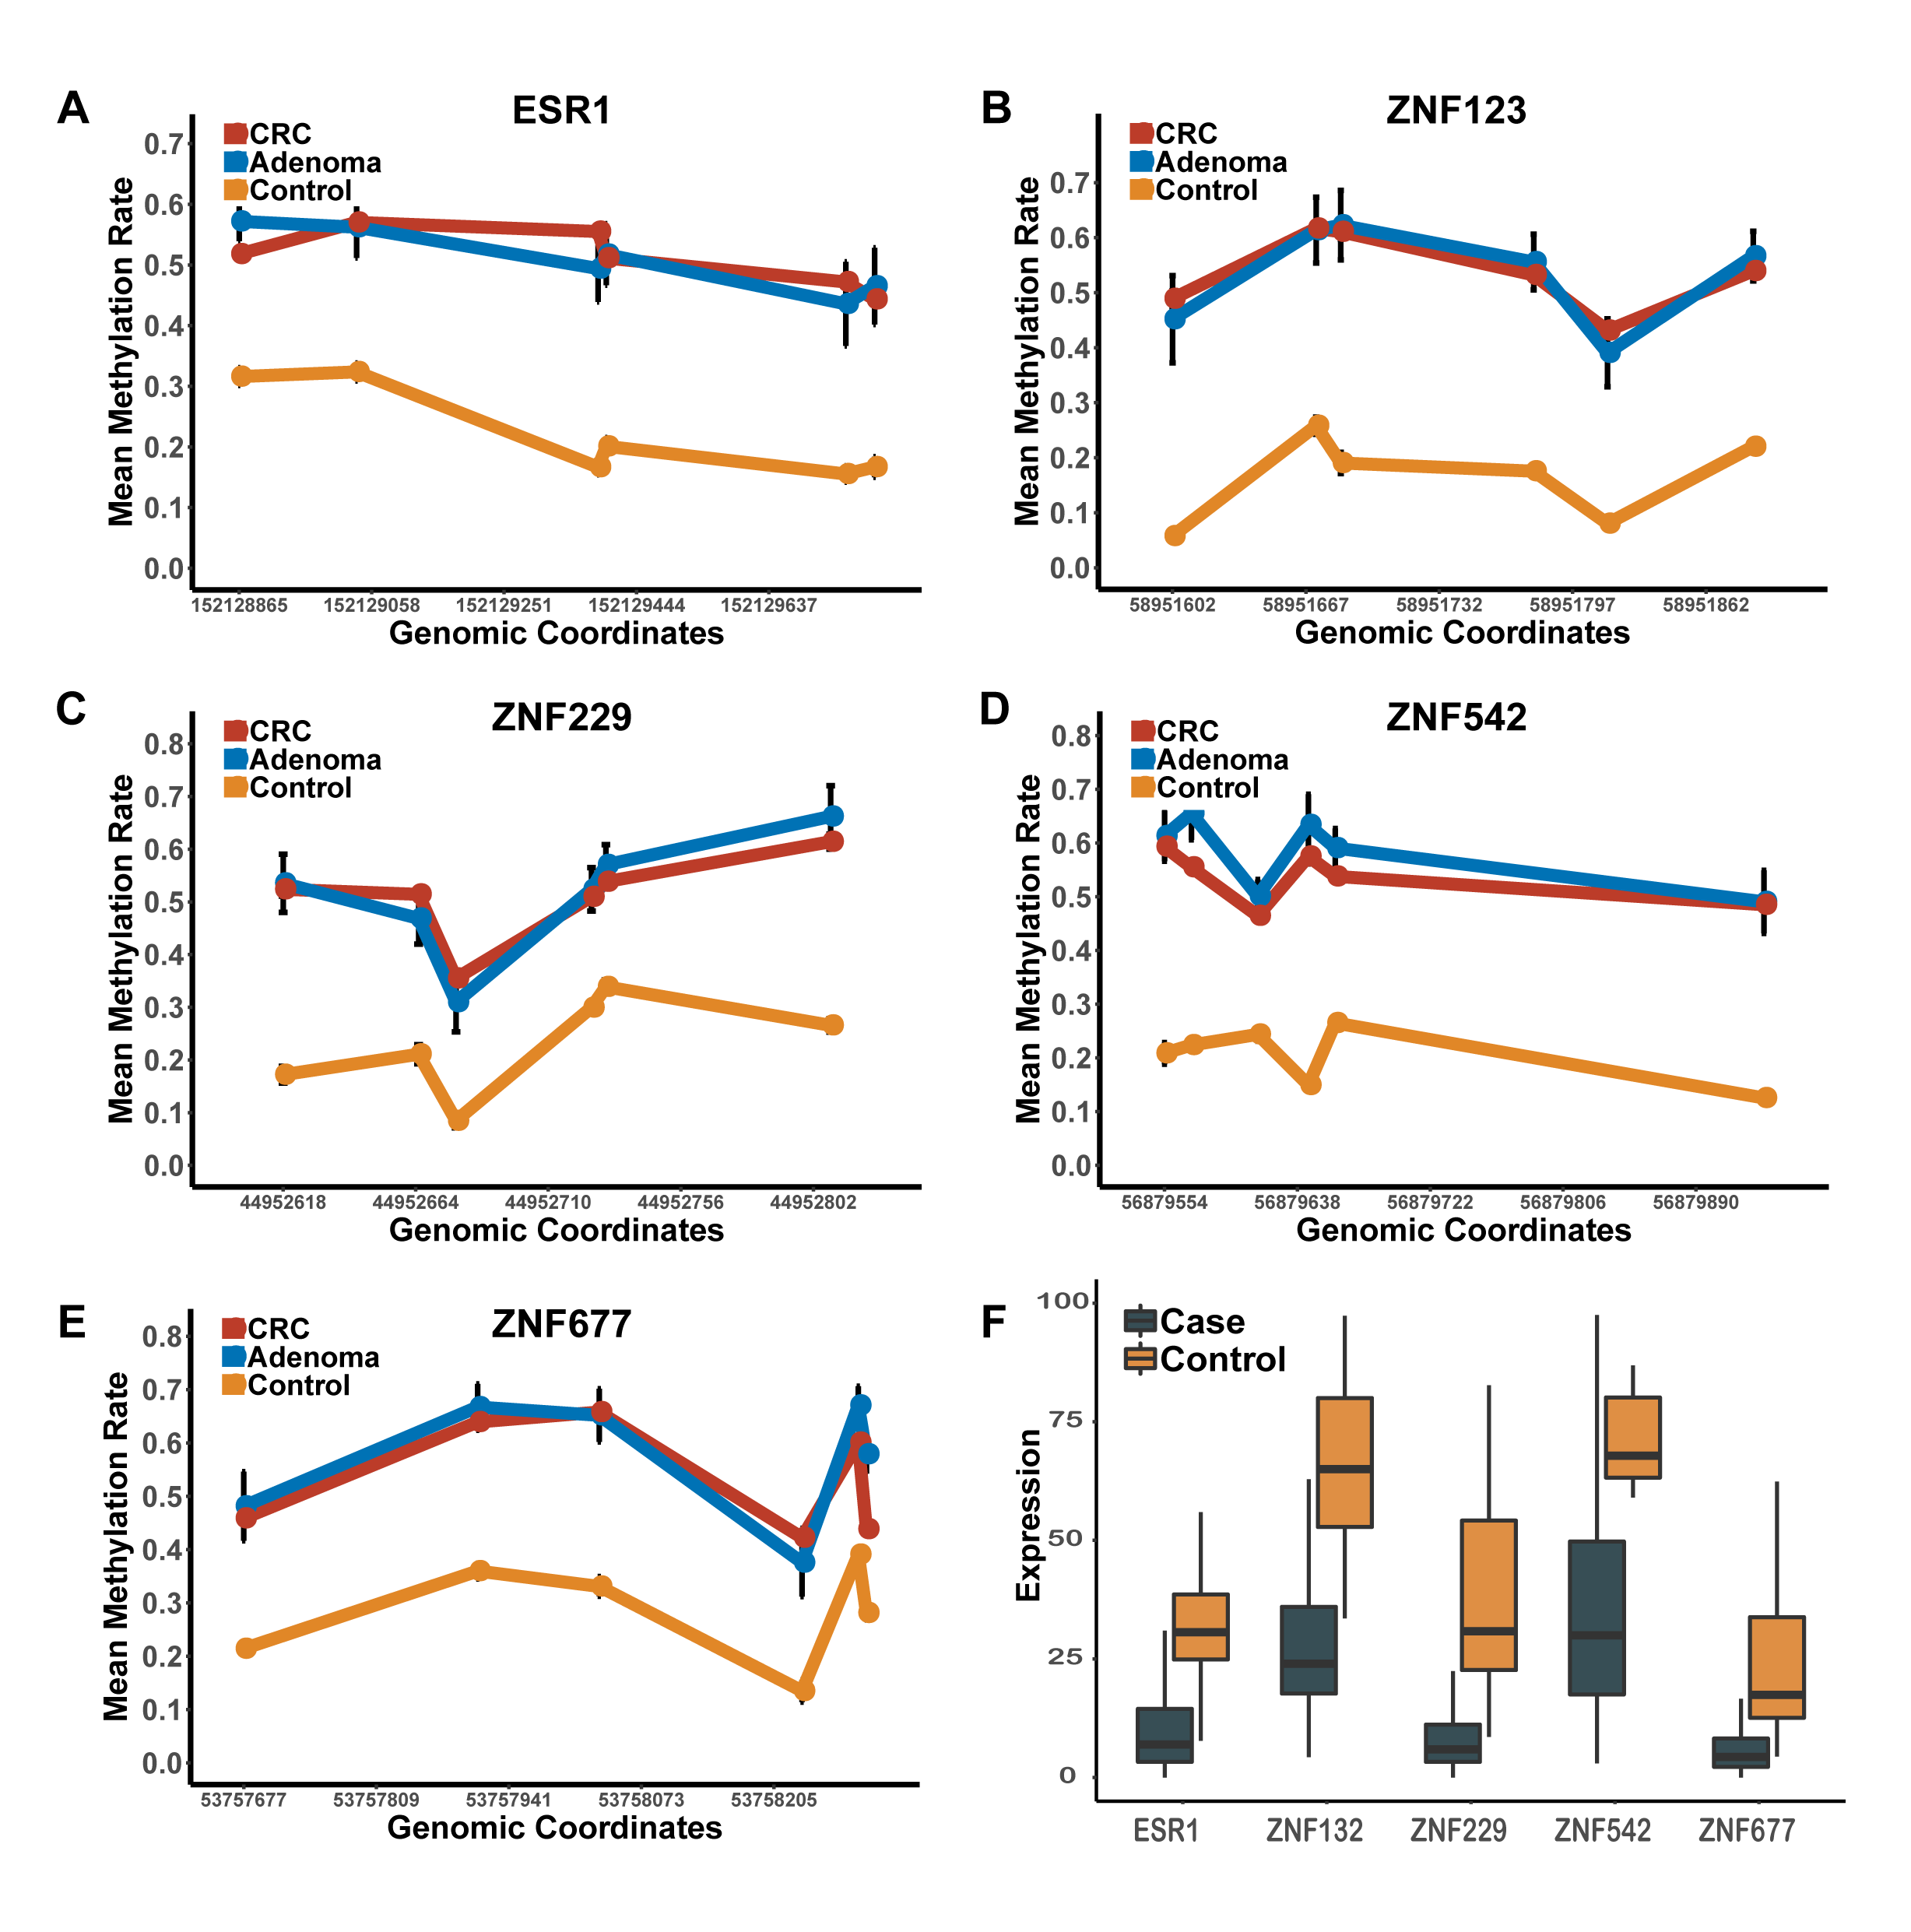 A
ESR1
CRC
Adenoma
Control
Mean Methylation Rate
0.7
0.6
0.5
0.4
0.3
0.2
0.1
0.0
152128865 152129058 152129251 152129444 152129637
Genomic Coordinates
B
ZNF123
CRC
Adenoma
Control
Mean Methylation Rate
0.7
0.6
0.5
0.4
0.3
0.2
0.1
0.0
58951602 58951667 58951732 58951797 58951862
Genomic Coordinates
C
ZNF229
CRC
Adenoma
Control
Mean Methylation Rate
0.8
0.7
0.6
0.5
0.4
0.3
0.2
0.1
0.0
44952618 44952664 44952710 44952756 44952802
Genomic Coordinates
D
ZNF542
CRC
Adenoma
Control
Mean Methylation Rate
0.8
0.7
0.6
0.5
0.4
0.3
0.2
0.1
0.0
56879554 56879638 56879722 56879806 56879890
Genomic Coordinates
E
ZNF677
CRC
Adenoma
Control
Mean Methylation Rate
0.8
0.7
0.6
0.5
0.4
0.3
0.2
0.1
0.0
53757677 53757809 53757941 53758073 53758205
Genomic Coordinates
F
Case
Control
Expression
100
75
50
25
0
ESR1 ZNF132 ZNF229 ZNF542 ZNF677